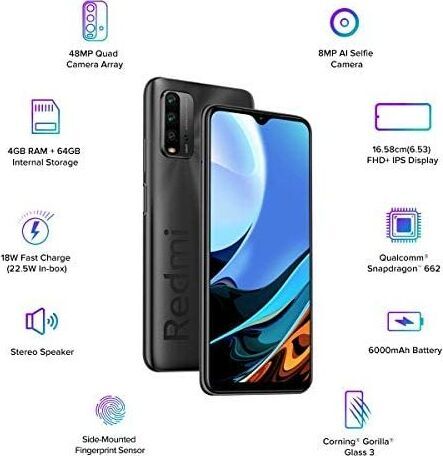 48MP Quad
Camera Array
8MP AI Selfie
Camera
4GB RAM + 64GB
Internal Storage
16.58cm(6.53)
FHD+ IPS Display
18W Fast Charge
(22.5W In-box)
Qualcomm®
Snapdragon™ 662
Stereo Speaker
6000mAh Battery
Side-Mounted
Fingerprint Sensor
Corning® Gorilla®
Glass 3
Redmi